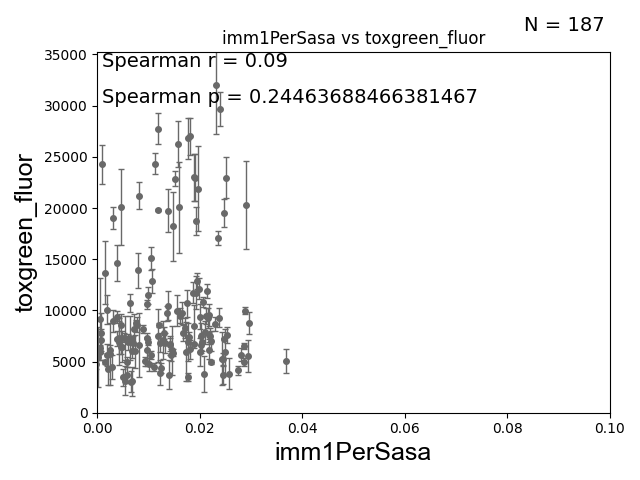 N = 187
imm1PerSasa vs toxgreen_fluor
Spearman r = 0.09
Spearman p = 0.24463688466381467
toxgreen_fluor
35000
30000
25000
20000
15000
10000
5000
0
0.00 0.02 0.04 0.06 0.08 0.10
imm1PerSasa